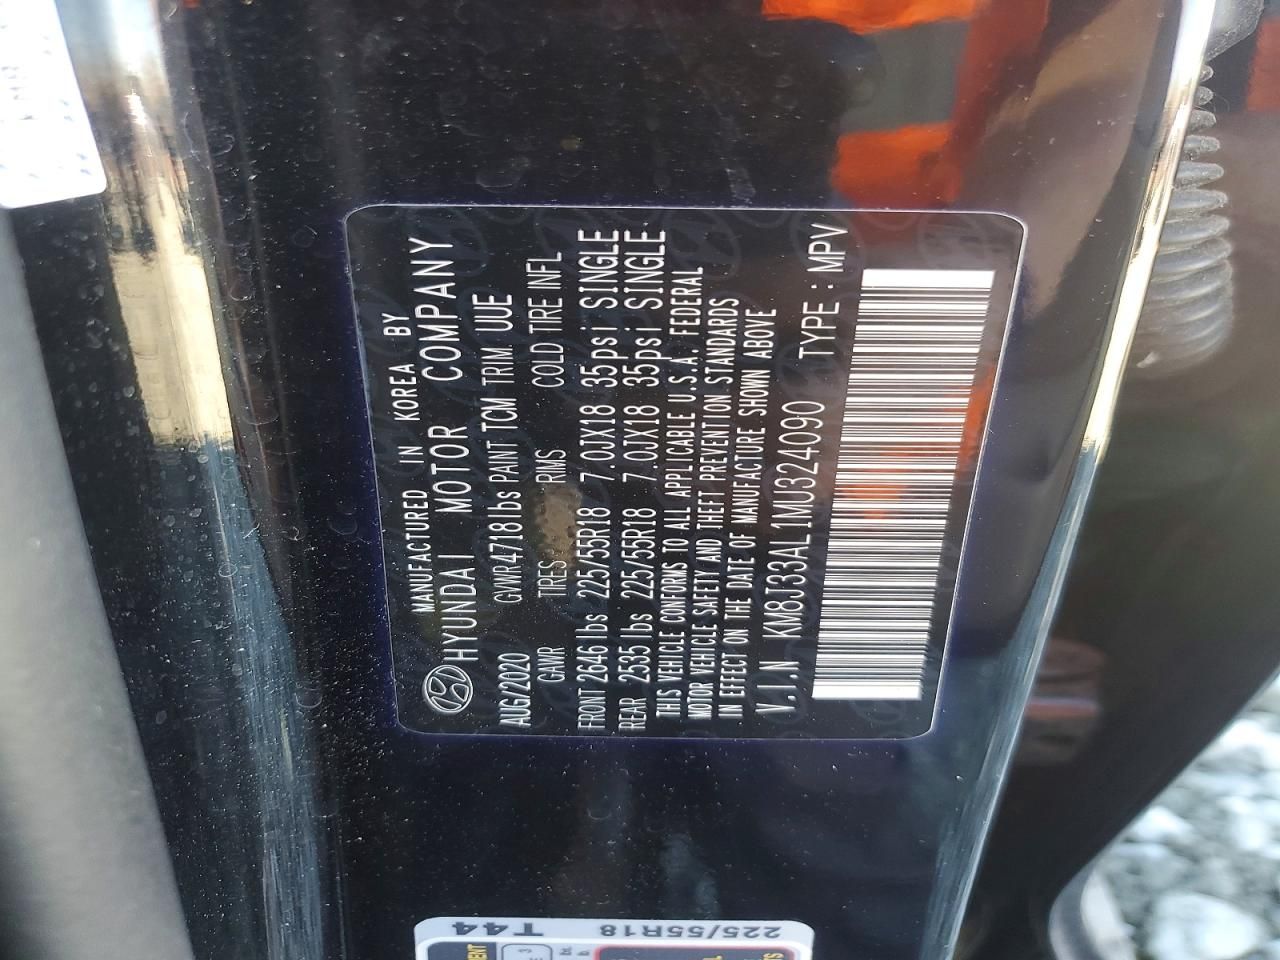 MANUFACTURED IN KOREA BY
HYUNDAI MOTOR COMPANY
AUG/2020 GVWR 4718 lbs PAINT TCM TRIM UUE
GAWR TIRES RIMS COLD TIRE INFL
FRONT 2646 lbs 225/55R18 7.0JX18 35psi SINGLE
REAR 2535 lbs 225/55R18 7.0JX18 35psi SINGLE
THIS VEHICLE CONFORMS TO ALL APPLICABLE U.S.A. FEDERAL
MOTOR VEHICLE SAFETY AND THEFT PREVENTION STANDARDS
IN EFFECT ON THE DATE OF MANUFACTURE SHOWN ABOVE
V.I.N KM8J33AL1MU324090 TYPE : MPV
T44
225/55R18